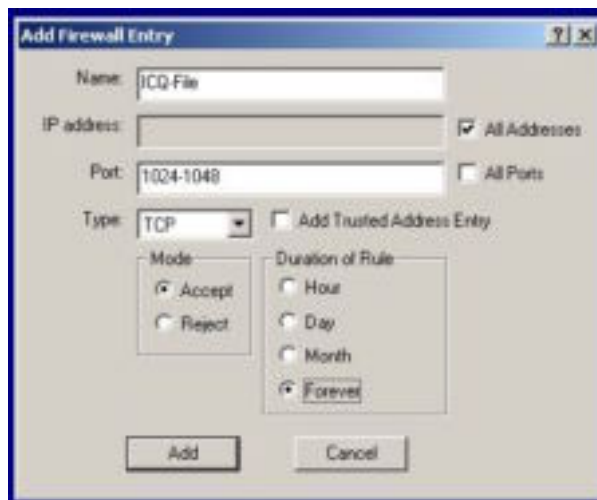 Add Firewall Entry
Name: ICQ-File
IP address: All Addresses
Port: 1024-1048 All Ports
Type: TCP Add Trusted Address Entry
Mode
Accept
Reject
Duration of Rule
Hour
Day
Month
Forever
Add Cancel